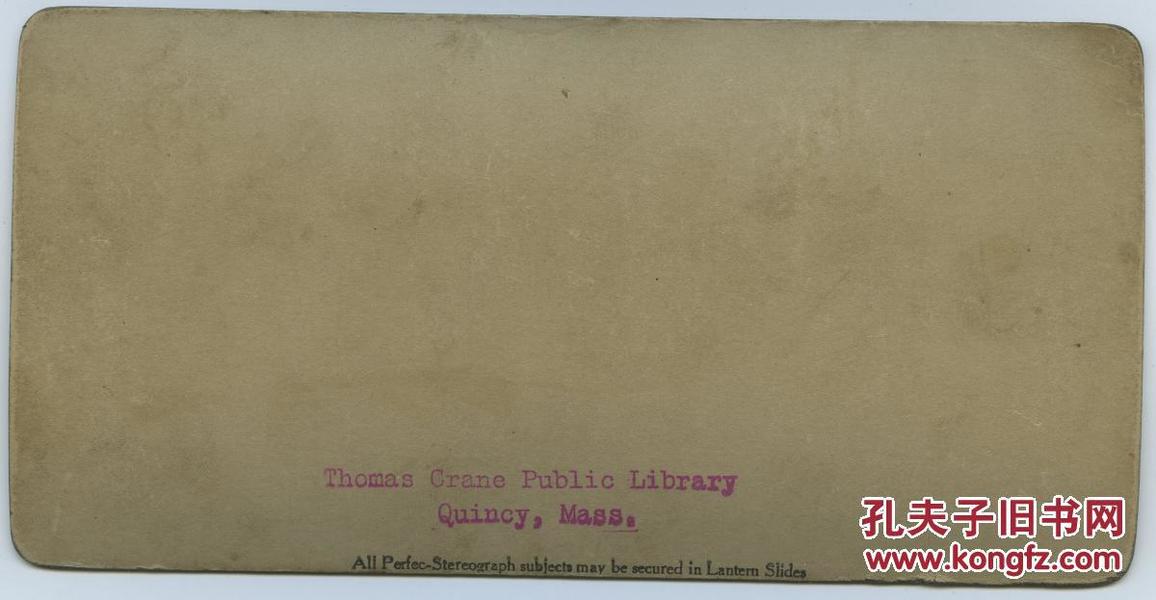 Thomas Crane Public Library
Quincy, Mass.
All Perfec-Stereograph subjects may be secured in Lantern Slides
孔夫子旧书网
www.kongfz.com